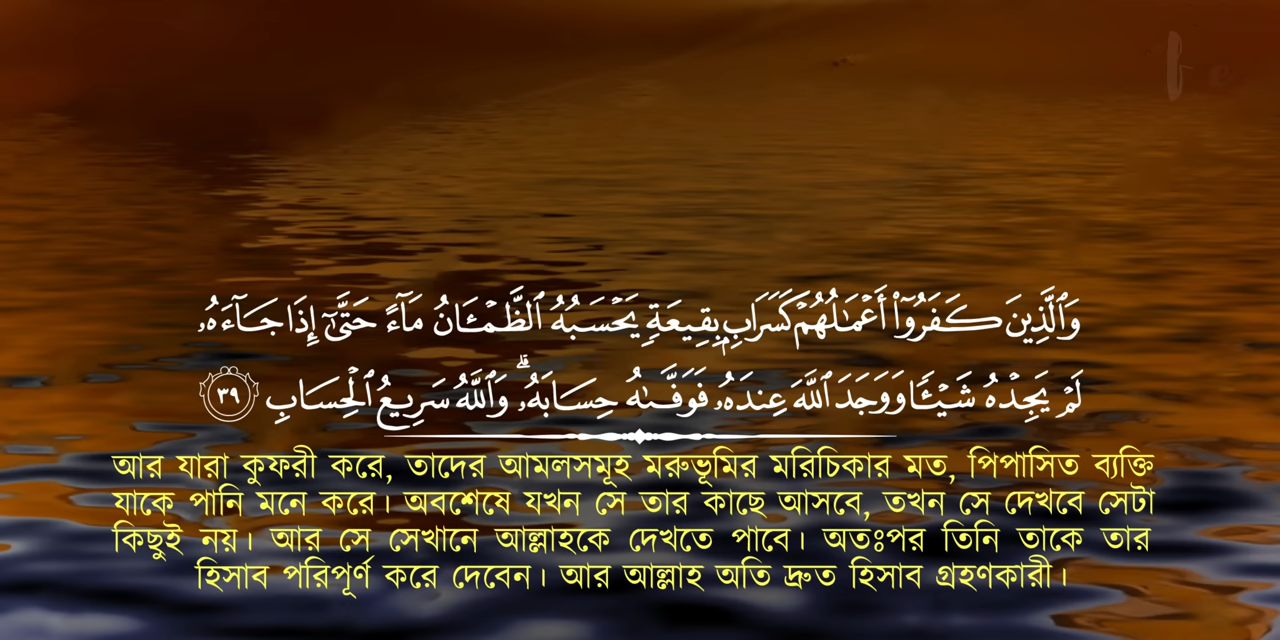 وَٱلَّذِينَ كَفَرُوٓا۟ أَعْمَـٰلُهُمْ كَسَرَابٍۭ بِقِيعَةٍ يَحْسَبُهُ ٱلظَّمْـَٔانُ مَآءً حَتَّىٰٓ إِذَا جَآءَهُۥ
لَمْ يَجِدْهُ شَيْـًٔا وَوَجَدَ ٱللَّهَ عِندَهُۥ فَوَفَّىٰهُ حِسَابَهُۥ ۗ وَٱللَّهُ سَرِيعُ ٱلْحِسَابِ ٣٩
আর যারা কুফরী করে, তাদের আমলসমূহ মরুভূমির মরিচিকার মত, পিপাসিত ব্যক্তি
যাকে পানি মনে করে। অবশেষে যখন সে তার কাছে আসবে, তখন সে দেখবে সেটা
কিছুই নয়। আর সে সেখানে আল্লাহকে দেখতে পাবে। অতঃপর তিনি তাকে তার
হিসাব পরিপূর্ণ করে দেবেন। আর আল্লাহ অতি দ্রুত হিসাব গ্রহণকারী।